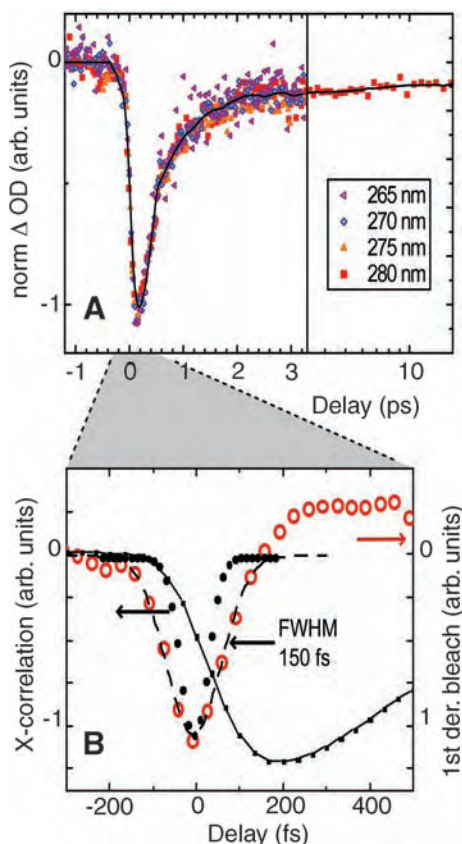 norm Δ OD (arb. units)
0
-1
A
265 nm
270 nm
275 nm
280 nm
-1 0 1 2 3 10
Delay (ps)
X-correlation (arb. units)
0
-1
B
FWHM
150 fs
0
1
1st der. bleach (arb. units)
-200 0 200 400
Delay (fs)